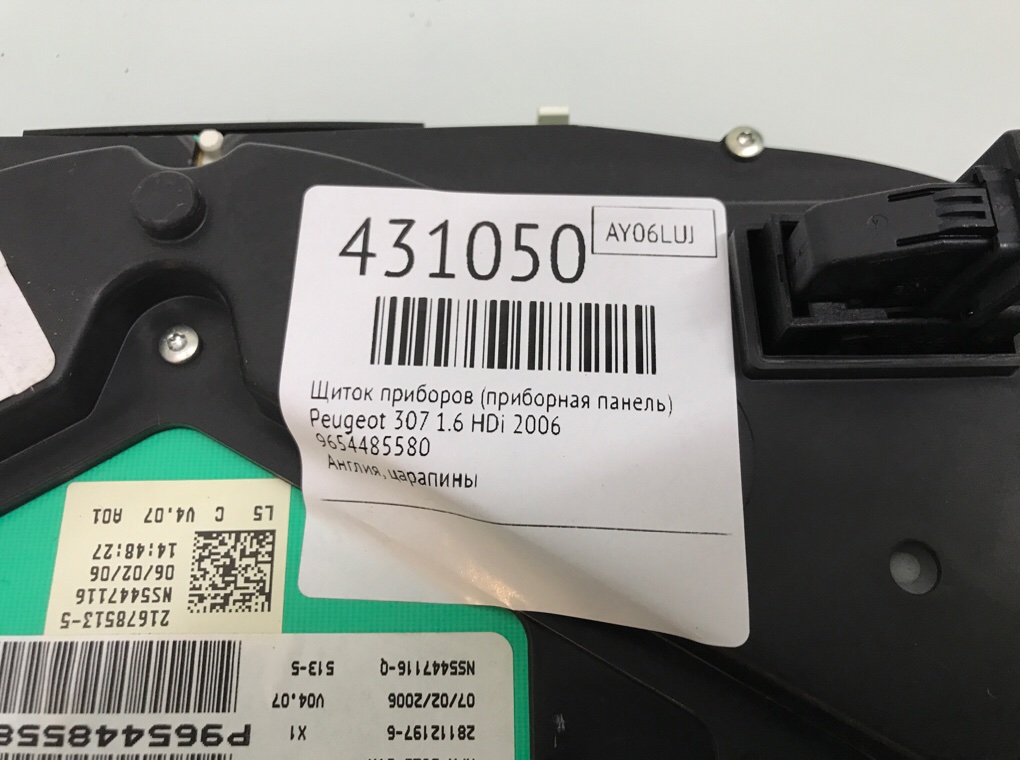 431050
AY06LUJ
Щиток приборов (приборная панель)
Peugeot 307 1.6 HDi 2006
9654485580
Англия, царапины
21678513-5
NS5447116
06/02/06
14:48:27
L5 C V4.07 A01
28112197-6 X1
07/02/2006 V04.07
NS5447116-Q 513-5